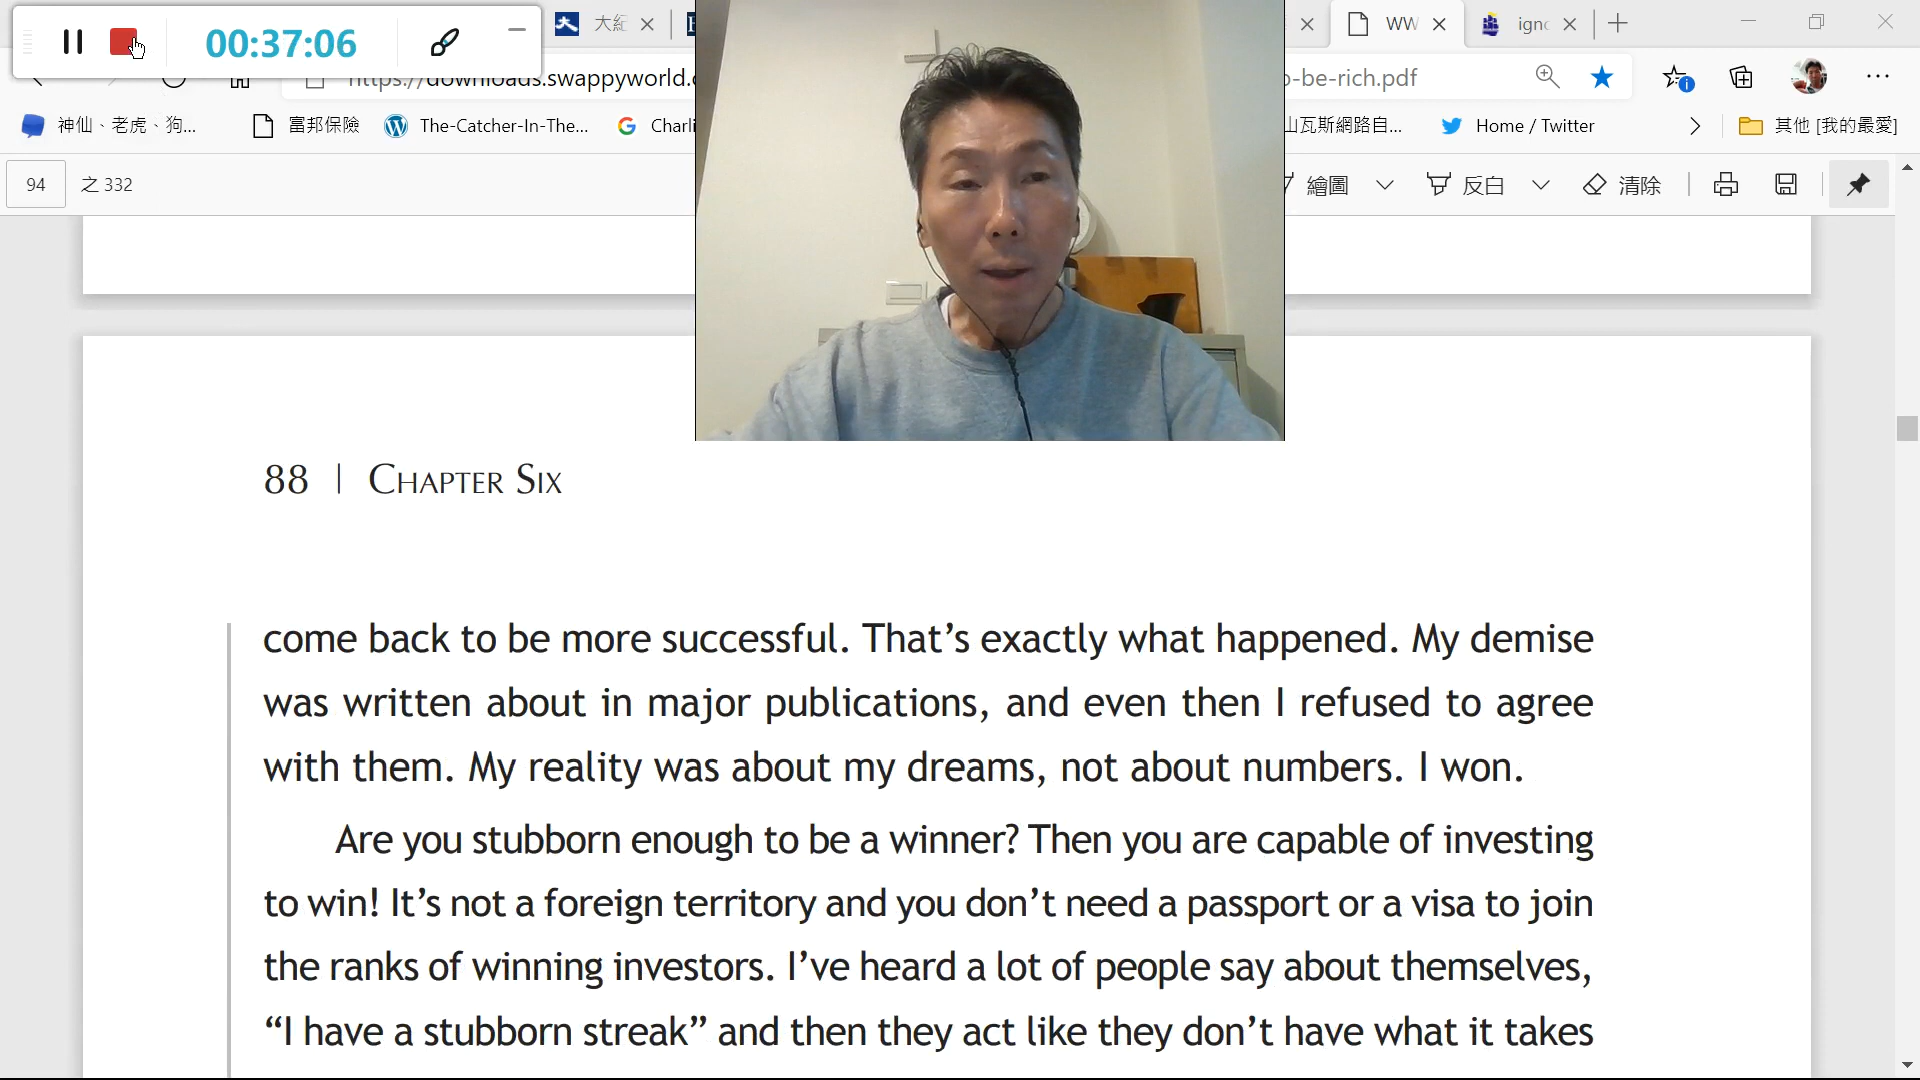 00:37:06
大紀
WW
igno
https://downloads.swappyworld.c
o-be-rich.pdf
神仙、老虎、狗...
富邦保險
The-Catcher-In-The...
Charli
山瓦斯網路自...
Home / Twitter
其他 [我的最愛]
94
之 332
繪圖
反白
清除
88 | Chapter Six
come back to be more successful. That’s exactly what happened. My demise
was written about in major publications, and even then I refused to agree
with them. My reality was about my dreams, not about numbers. I won.
Are you stubborn enough to be a winner? Then you are capable of investing
to win! It’s not a foreign territory and you don’t need a passport or a visa to join
the ranks of winning investors. I’ve heard a lot of people say about themselves,
“I have a stubborn streak” and then they act like they don’t have what it takes